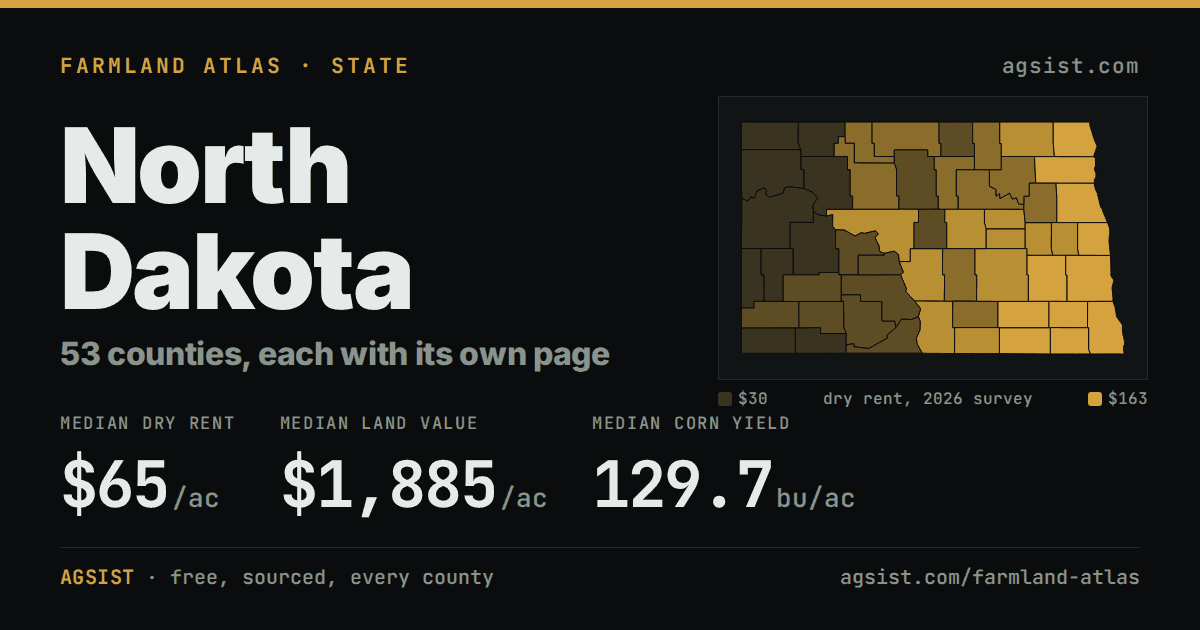 FARMLAND ATLAS · STATE
agsist.com
North
Dakota
53 counties, each with its own page
$30 dry rent, 2026 survey $163
MEDIAN DRY RENT MEDIAN LAND VALUE MEDIAN CORN YIELD
$65/ac $1,885/ac 129.7bu/ac
AGSIST · free, sourced, every county
agsist.com/farmland-atlas